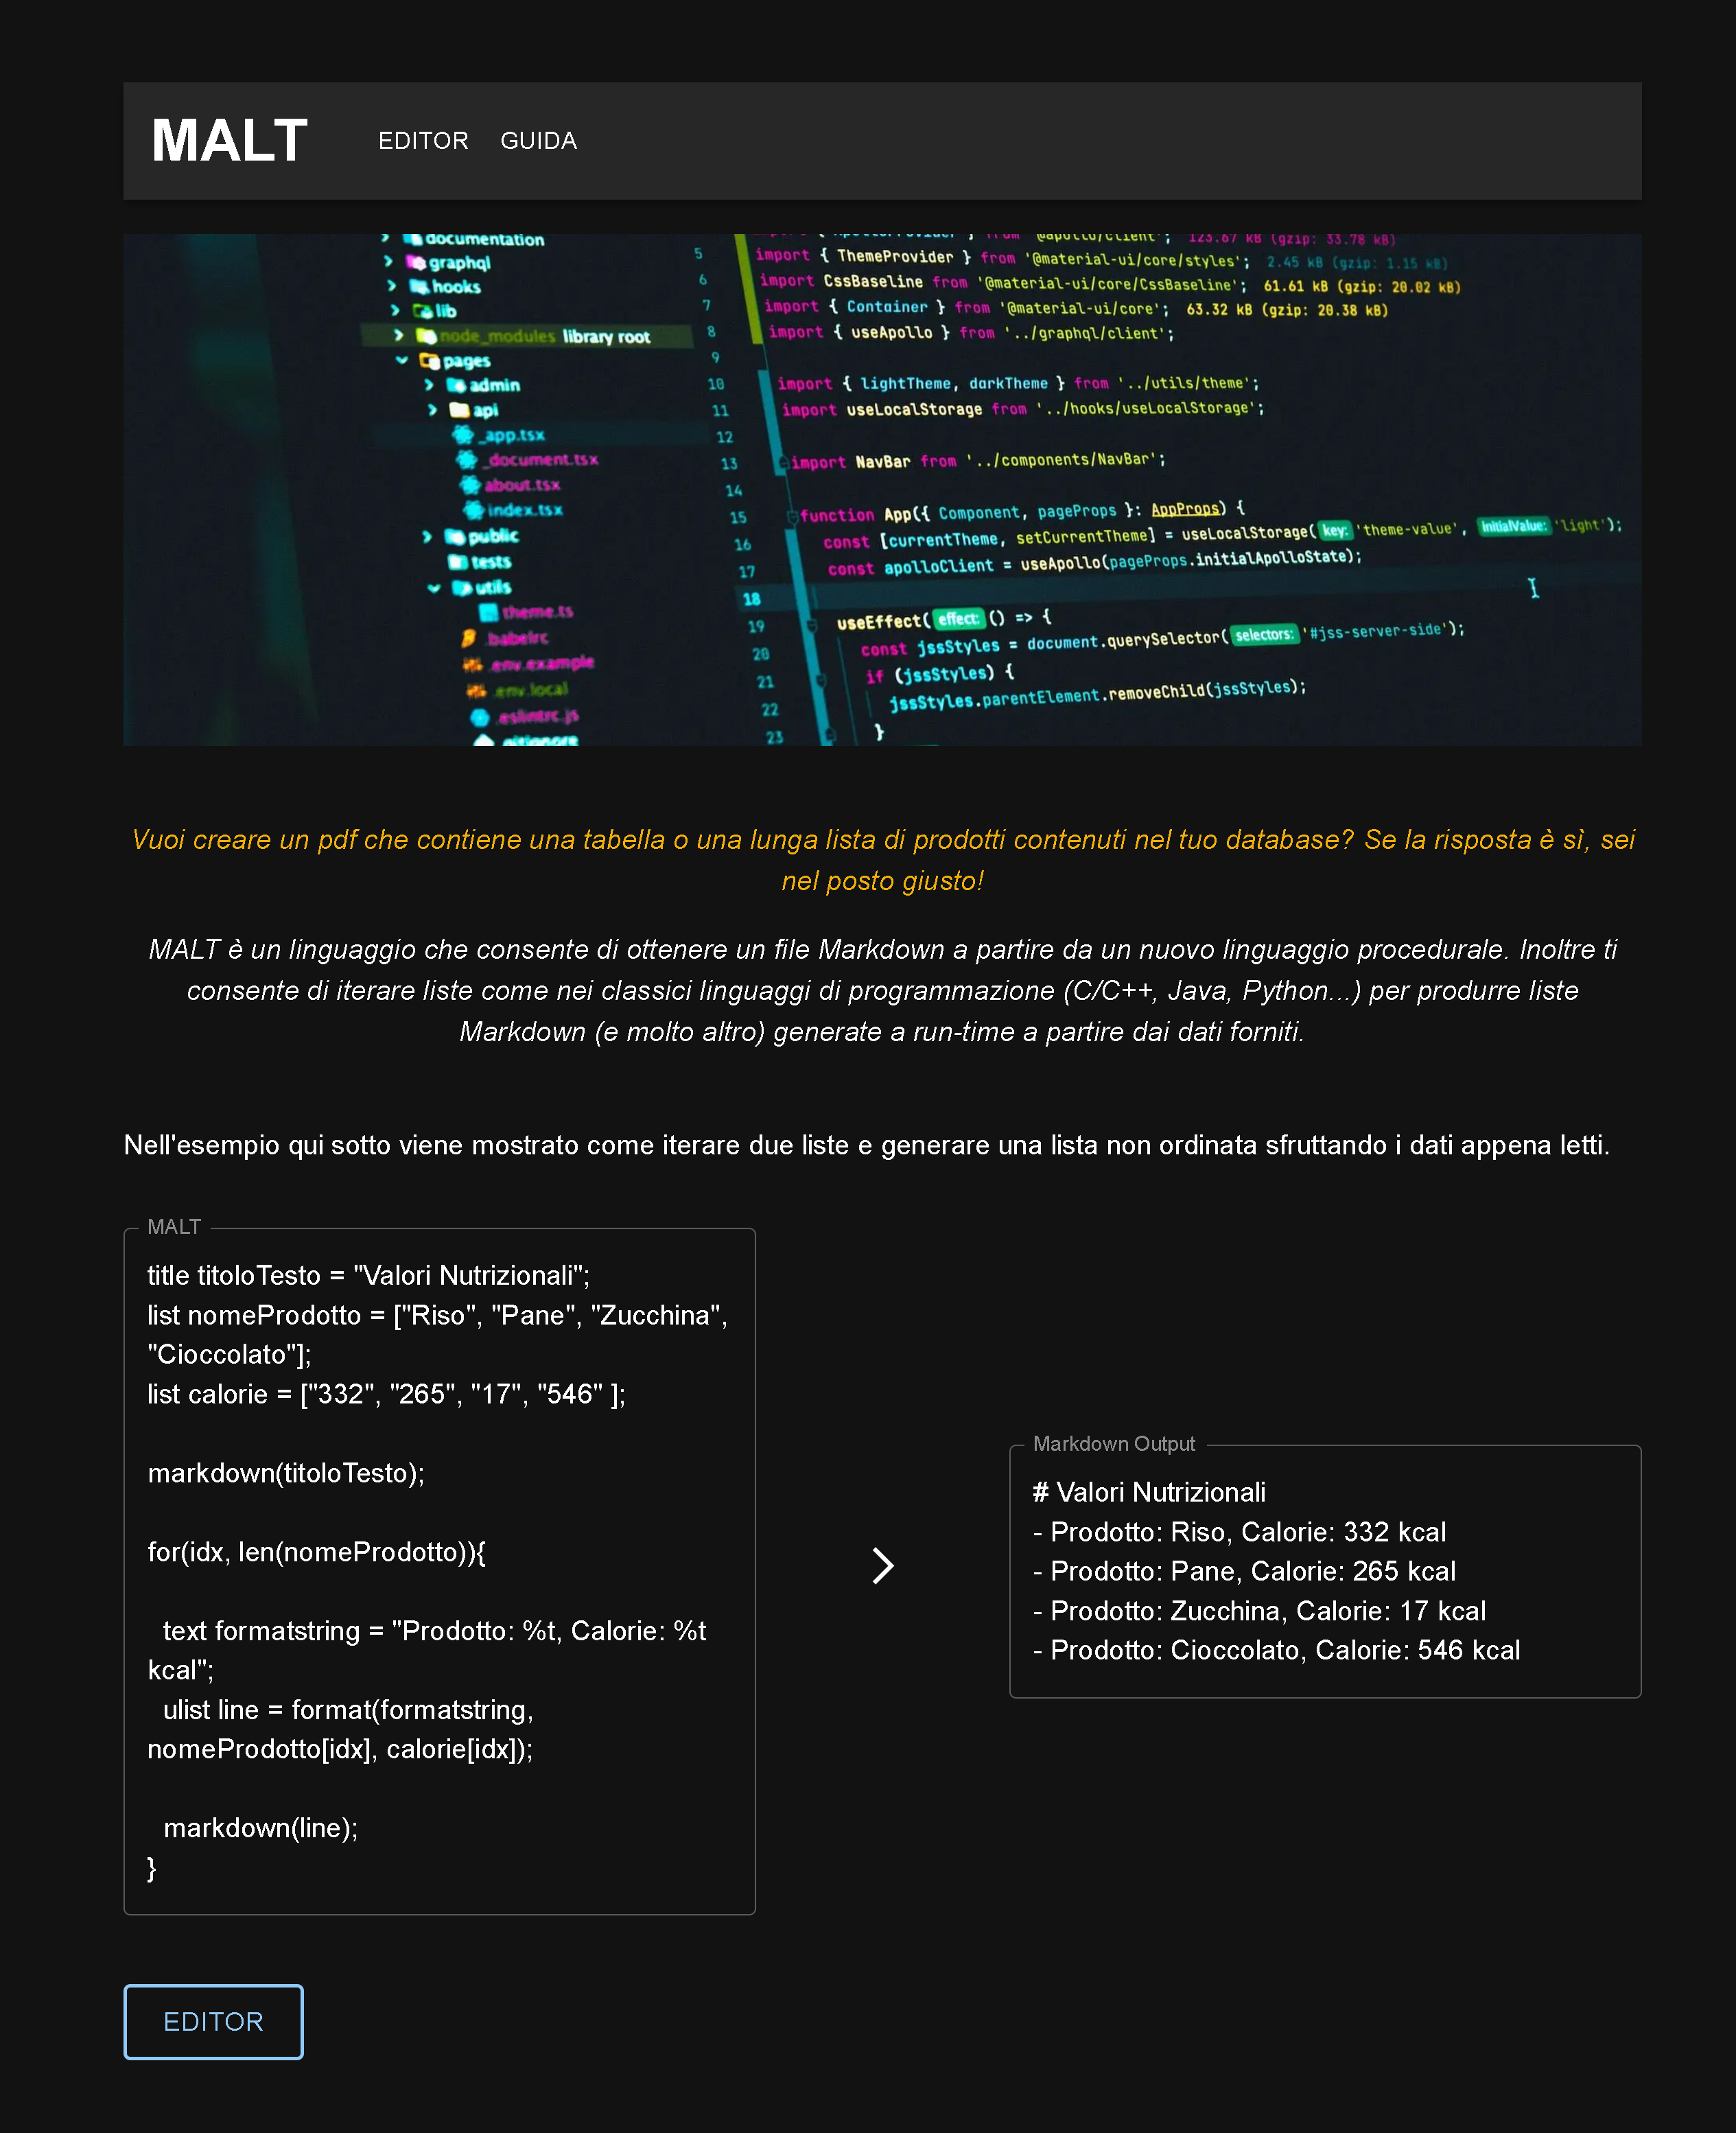 MALT EDITOR GUIDA
documentation
graphql
hooks
lib
node_modules library root
pages
admin
api
_app.tsx
_document.tsx
about.tsx
index.tsx
public
tests
utils
theme.ts
.babelrc
.env.example
.env.local
.eslintrc.js
.gitignore
import { ApolloProvider } from '@apollo/client'; 123.67 kB (gzip: 33.78 kB)
5 import { ThemeProvider } from '@material-ui/core/styles'; 2.45 kB (gzip: 1.15 kB)
6 import CssBaseline from '@material-ui/core/CssBaseline'; 61.61 kB (gzip: 20.02 kB)
7 import { Container } from '@material-ui/core'; 63.32 kB (gzip: 20.38 kB)
8 import { useApollo } from '../graphql/client';
9
10 import { lightTheme, darkTheme } from '../utils/theme';
11 import useLocalStorage from '../hooks/useLocalStorage';
12
13 import NavBar from '../components/NavBar';
14
15 function App({ Component, pageProps }: AppProps) {
16 const [currentTheme, setCurrentTheme] = useLocalStorage( key: 'theme-value', initialValue: 'light');
17 const apolloClient = useApollo(pageProps.initialApolloState);
18
19 useEffect( effect: () => {
20 const jssStyles = document.querySelector( selectors: '#jss-server-side');
21 if (jssStyles) {
22 jssStyles.parentElement.removeChild(jssStyles);
23 }
Vuoi creare un pdf che contiene una tabella o una lunga lista di prodotti contenuti nel tuo database? Se la risposta è sì, sei
nel posto giusto!
MALT è un linguaggio che consente di ottenere un file Markdown a partire da un nuovo linguaggio procedurale. Inoltre ti
consente di iterare liste come nei classici linguaggi di programmazione (C/C++, Java, Python...) per produrre liste
Markdown (e molto altro) generate a run-time a partire dai dati forniti.
Nell'esempio qui sotto viene mostrato come iterare due liste e generare una lista non ordinata sfruttando i dati appena letti.
MALT
title titoloTesto = "Valori Nutrizionali";
list nomeProdotto = ["Riso", "Pane", "Zucchina",
"Cioccolato"];
list calorie = ["332", "265", "17", "546" ];
markdown(titoloTesto);
for(idx, len(nomeProdotto)){
text formatstring = "Prodotto: %t, Calorie: %t
kcal";
ulist line = format(formatstring,
nomeProdotto[idx], calorie[idx]);
markdown(line);
}
Markdown Output
# Valori Nutrizionali
- Prodotto: Riso, Calorie: 332 kcal
- Prodotto: Pane, Calorie: 265 kcal
- Prodotto: Zucchina, Calorie: 17 kcal
- Prodotto: Cioccolato, Calorie: 546 kcal
EDITOR